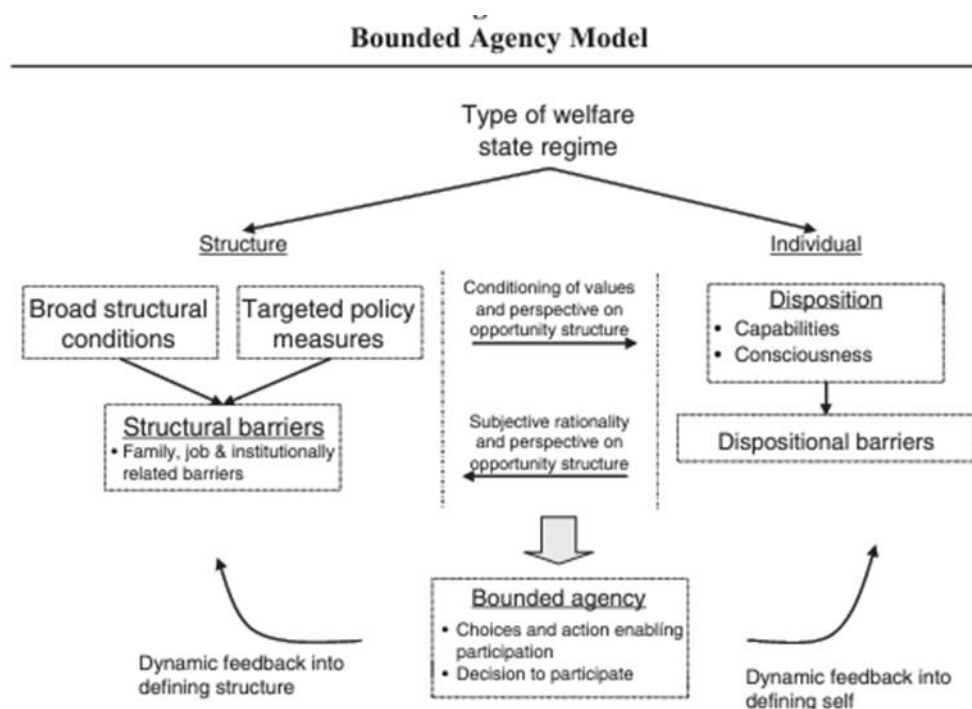 Bounded Agency Model
Type of welfare
state regime
Structure
Individual
Broad structural
conditions
Targeted policy
measures
Structural barriers
• Family, job & institutionally
related barriers
Conditioning of values
and perspective on
opportunity structure
Subjective rationality
and perspective on
opportunity structure
Disposition
• Capabilities
• Consciousness
Dispositional barriers
Bounded agency
• Choices and action enabling
participation
• Decision to participate
Dynamic feedback into
defining structure
Dynamic feedback into
defining self